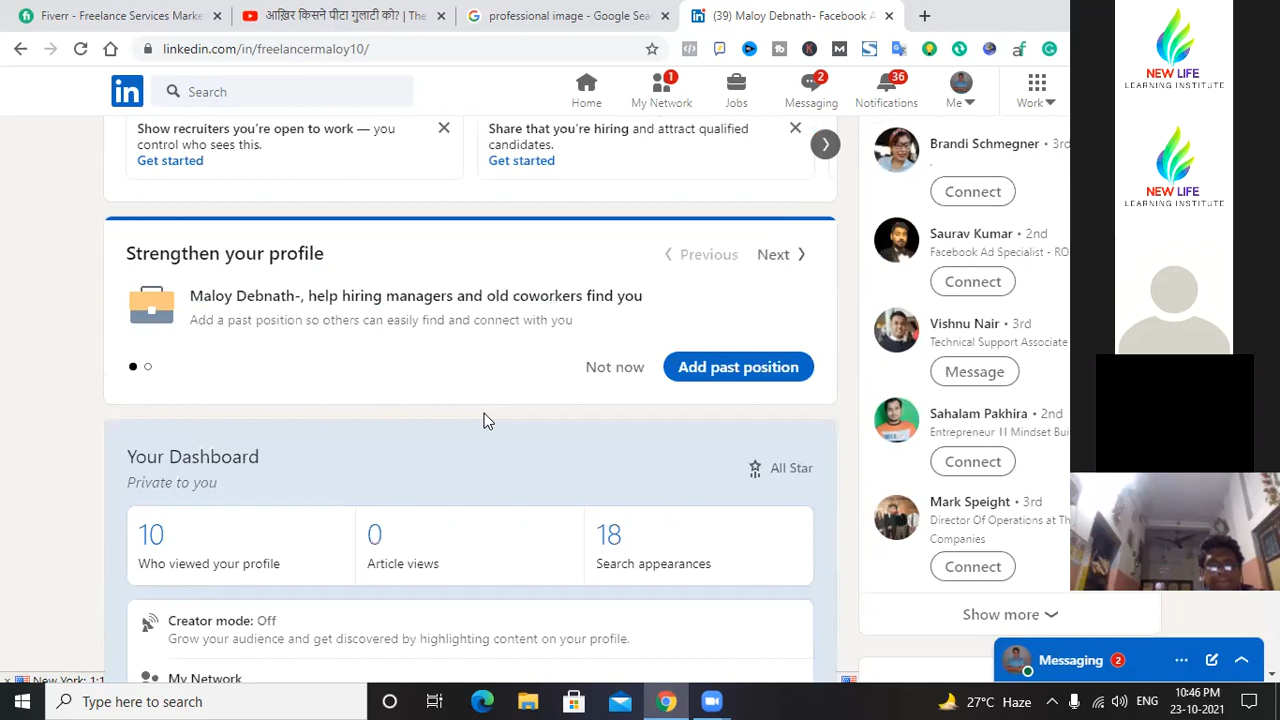 Fiverr - Freelance Services Market
आख़िर किसने पीटा गुलाटी को? | The
professional image - Google Sear
(39) Maloy Debnath- Facebook A
linkedin.com/in/freelancermaloy10/
in
Search
Home
1
My Network
Jobs
2
Messaging
36
Notifications
Me
Work
Show recruiters you're open to work — you
control who sees this.
Get started
Share that you're hiring and attract qualified
candidates.
Get started
Strengthen your profile
Previous
Next
Maloy Debnath-, help hiring managers and old coworkers find you
Add a past position so others can easily find and connect with you
Not now
Add past position
Your Dashboard
Private to you
All Star
10
Who viewed your profile
0
Article views
18
Search appearances
Creator mode: Off
Grow your audience and get discovered by highlighting content on your profile.
My Network
Brandi Schmegner • 3rd
.
Connect
Saurav Kumar • 2nd
Facebook Ad Specialist - RO
Connect
Vishnu Nair • 3rd
Technical Support Associate
Message
Sahalam Pakhira • 2nd
Entrepreneur II Mindset Bui
Connect
Mark Speight • 3rd
Director Of Operations at Th
Companies
Connect
Show more
Messaging 2
NEW LIFE
LEARNING INSTITUTE
NEW LIFE
LEARNING INSTITUTE
Type here to search
27°C Haze
ENG
10:46 PM
23-10-2021